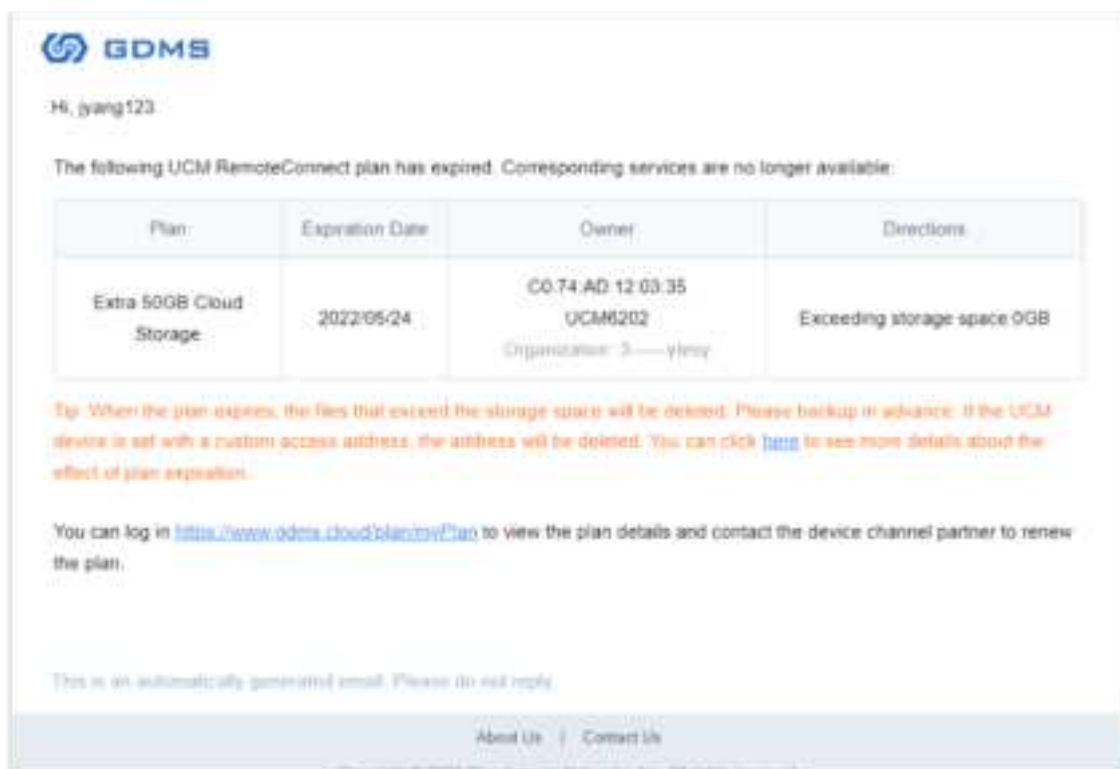 GDMS
Hi, jyang123
The following UCM RemoteConnect plan has expired. Corresponding services are no longer available.
Plan
Expiration Date
Owner
Directions
Extra 50GB Cloud
Storage
2022/05/24
C0:74:AD:12:03:35
UCM6202
Organization:
Exceeding storage space 0GB
Tip: When the plan expires, the files that exceed the storage space will be deleted. Please backup in advance. If the UCM
device is set with a custom access address, the address will be deleted. You can click here to see more details about the
effect of plan expiration.
You can log in https://www.gdms.cloud/plan/myPlan to view the plan details and contact the device channel partner to renew
the plan.
This is an automatically generated email. Please do not reply.
About Us | Contact Us